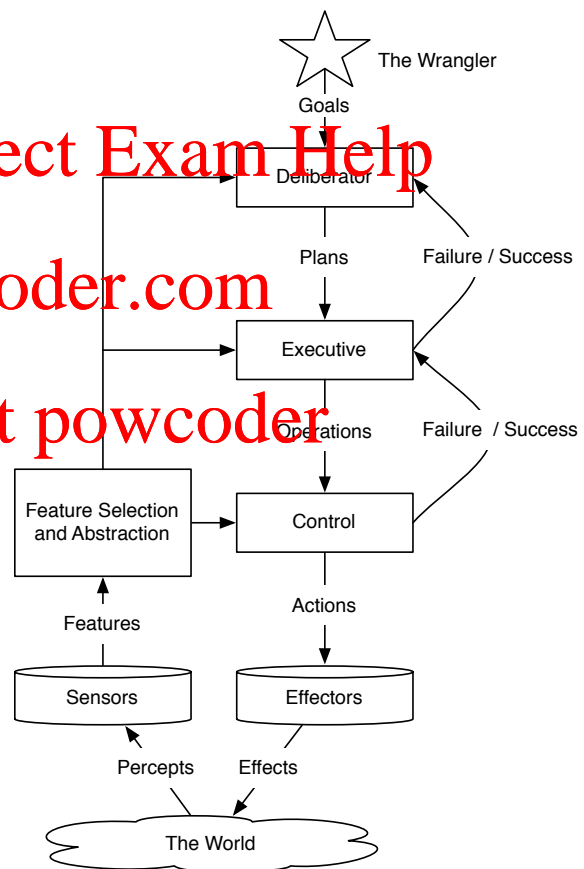 The Wrangler
Goals
ect Exam Help
Deliberator
Plans
Failure / Success
oder.com
Executive
t powcoder
Operations
Failure / Success
Feature Selection
and Abstraction
Control
Actions
Features
Sensors
Effectors
Percepts
Effects
The World